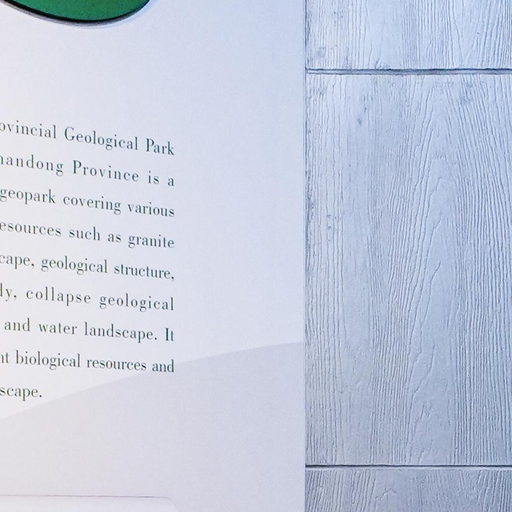 ovincial Geological Park
handong Province is a
geopark covering various
esources such as granite
cape, geological structure,
ly, collapse geological
and water landscape. It
nt biological resources and
scape.